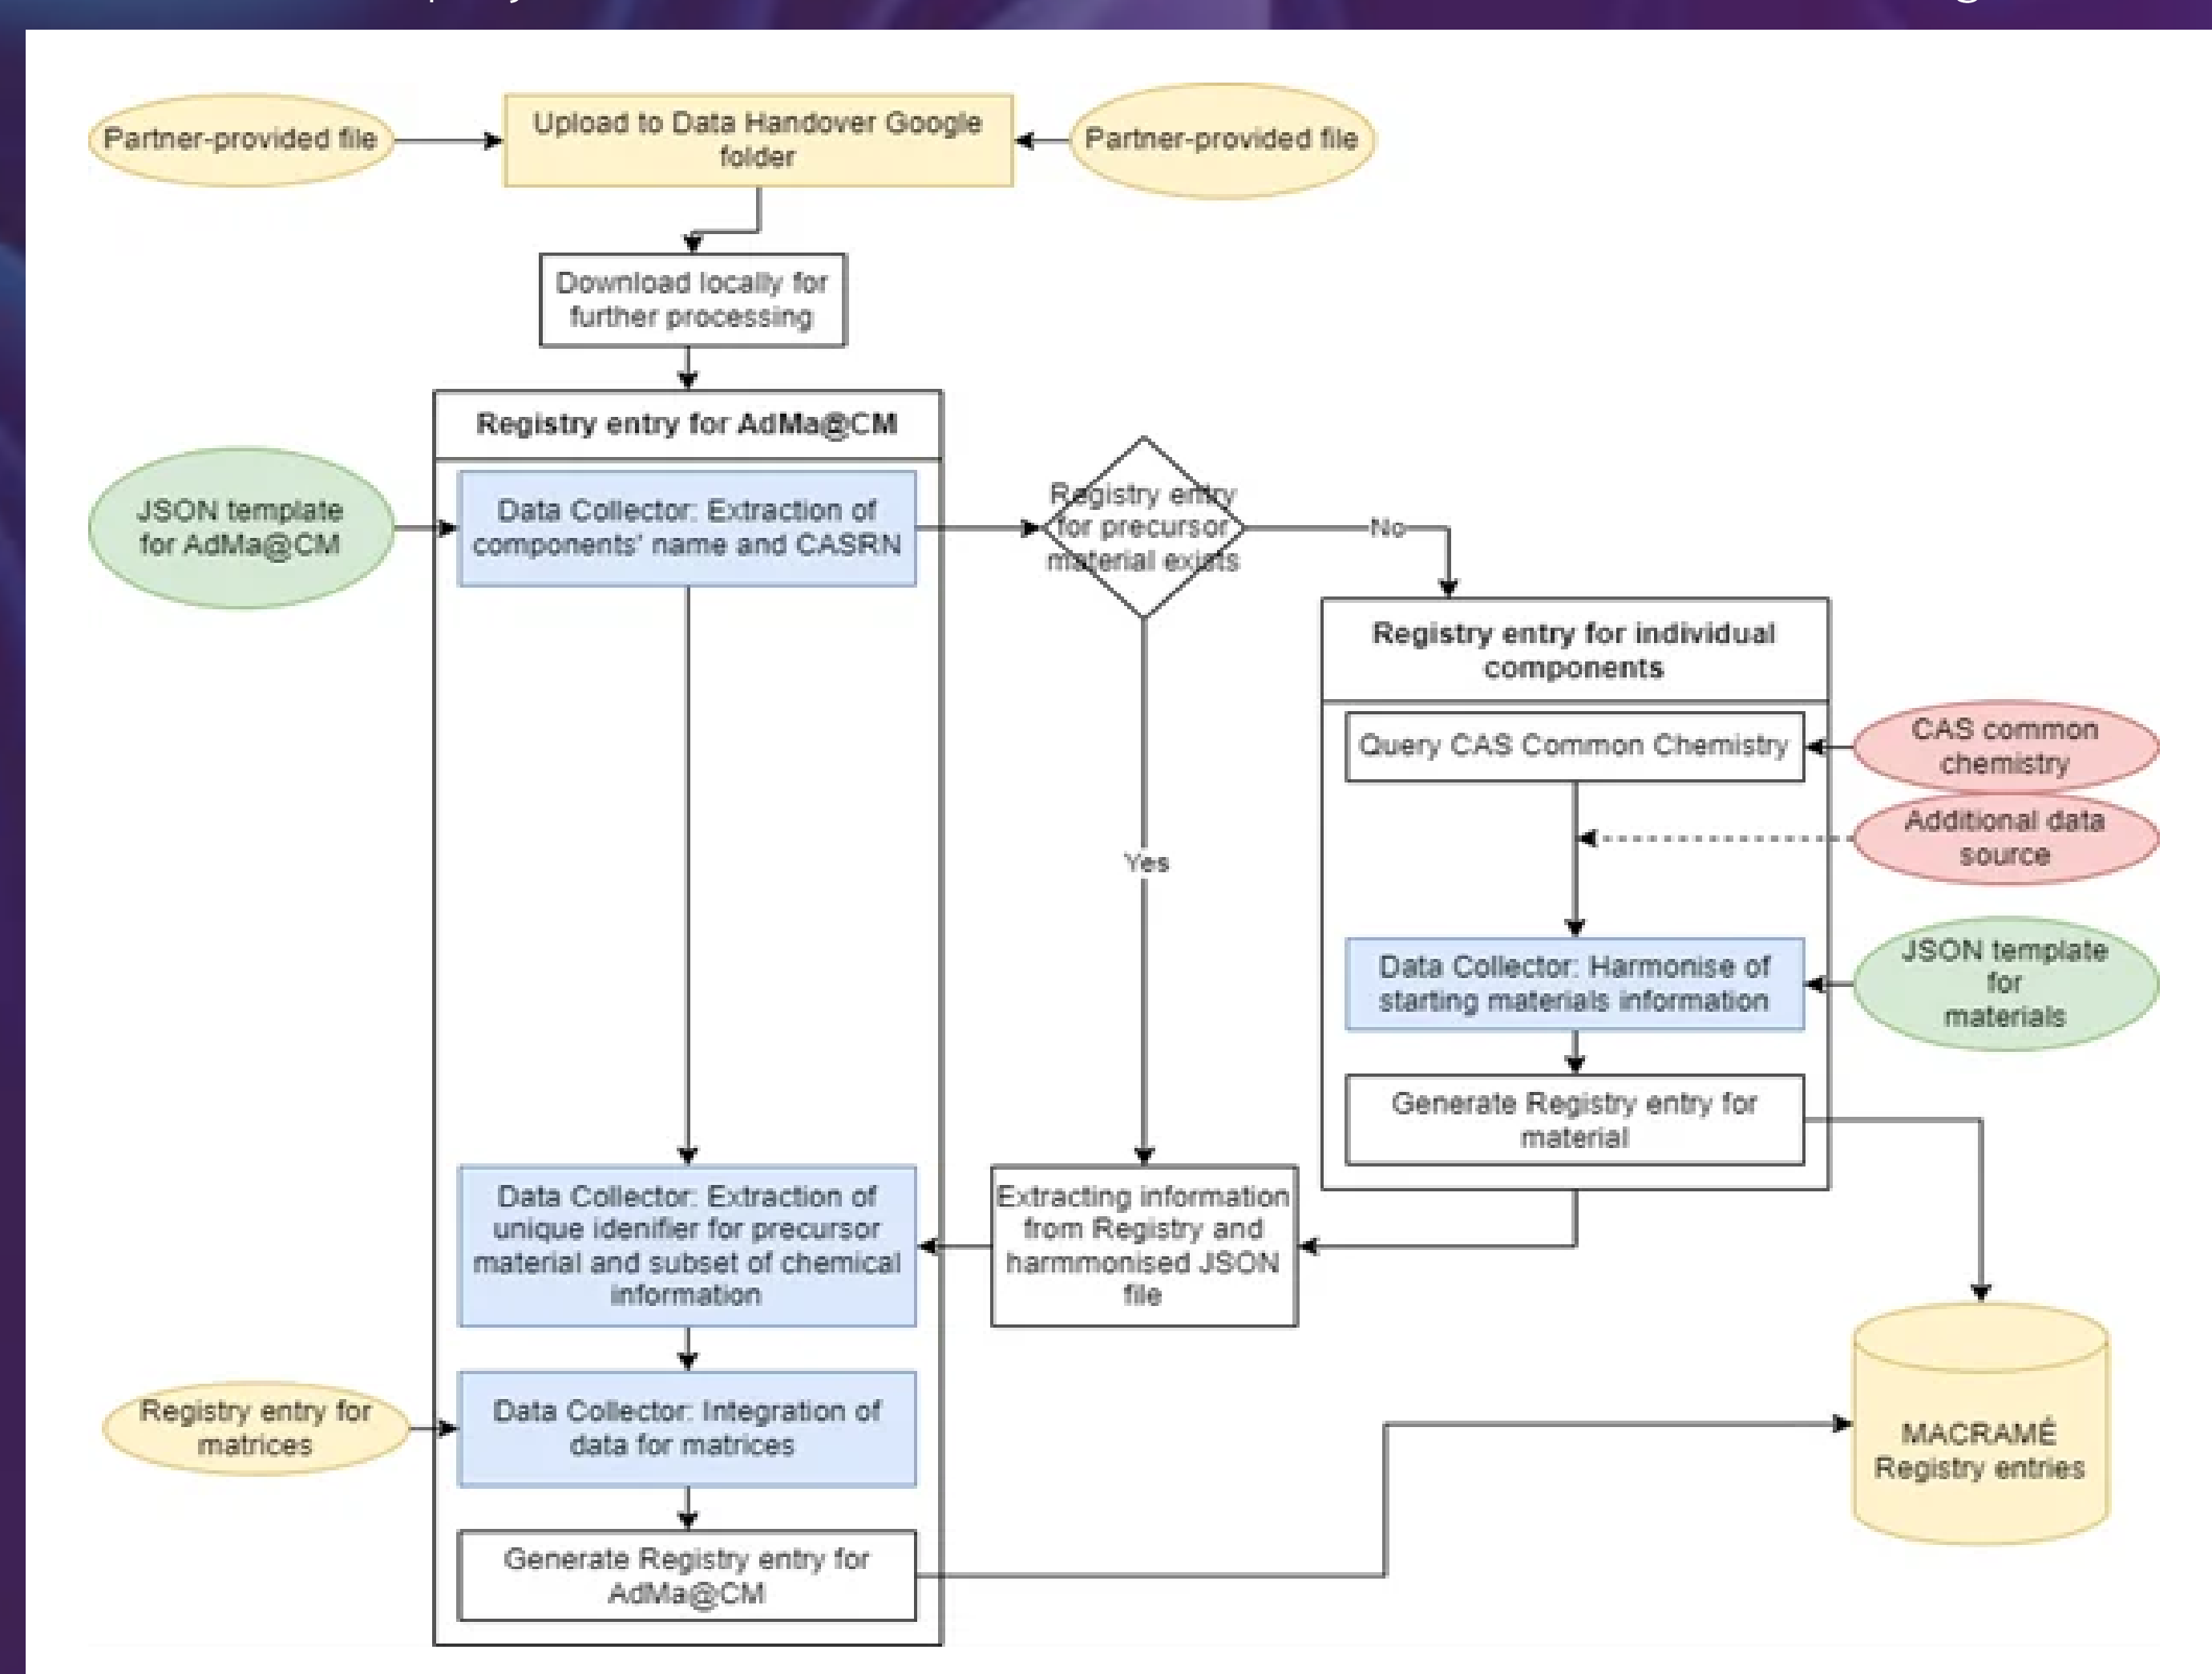 Partner-provided file
Upload to Data Handover Google
folder
Partner-provided file
Download locally for
further processing
Registry entry for AdMa@CM
JSON template
for AdMa@CM
Data Collector: Extraction of
components' name and CASRN
Registry entry
for precursor
material exists
No
Yes
Registry entry for individual
components
Query CAS Common Chemistry
CAS common
chemistry
Additional data
source
Data Collector: Harmonise of
starting materials information
JSON template
for
materials
Generate Registry entry for
material
Data Collector: Extraction of
unique idenifier for precursor
material and subset of chemical
information
Extracting information
from Registry and
harmmonised JSON
file
Registry entry for
matrices
Data Collector: Integration of
data for matrices
MACRAMÉ
Registry entries
Generate Registry entry for
AdMa@CM